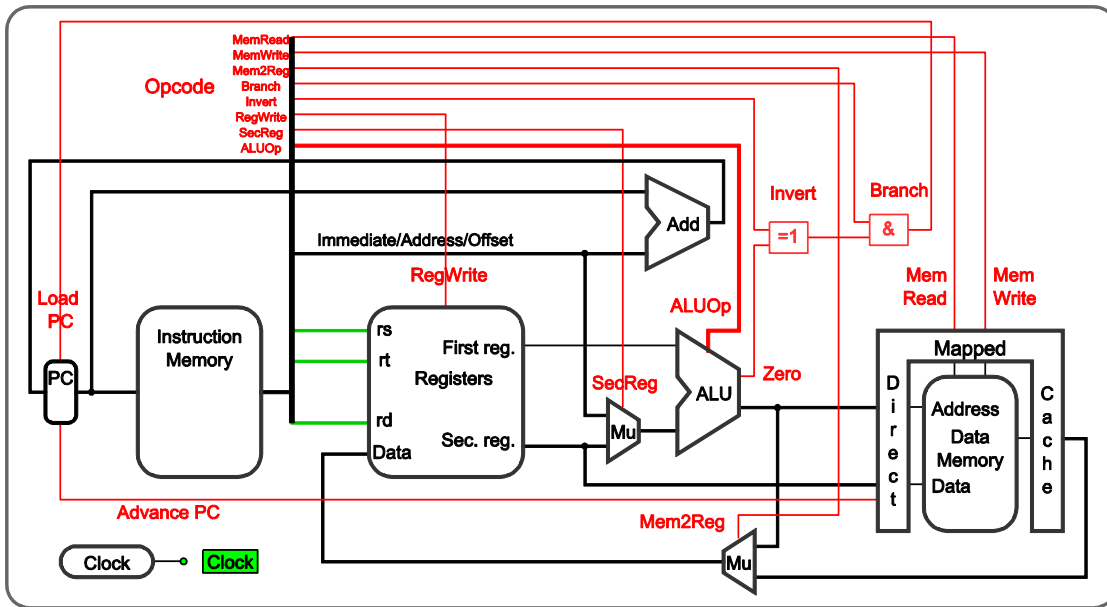 MemRead
MemWrite
Mem2Reg
Opcode
Branch
Invert
RegWrite
SecReg
ALUOp
Invert
Branch
Add
=1
&
Immediate/Address/Offset
RegWrite
Mem
Read
Mem
Write
Load
PC
ALUOp
Instruction
Memory
rs
rt
rd
Data
First reg.
Registers
Sec. reg.
PC
SecReg
Mu
ALU
Zero
Mapped
Direct
Cache
Address
Data
Memory
Data
Advance PC
Mem2Reg
Mu
Clock
Clock